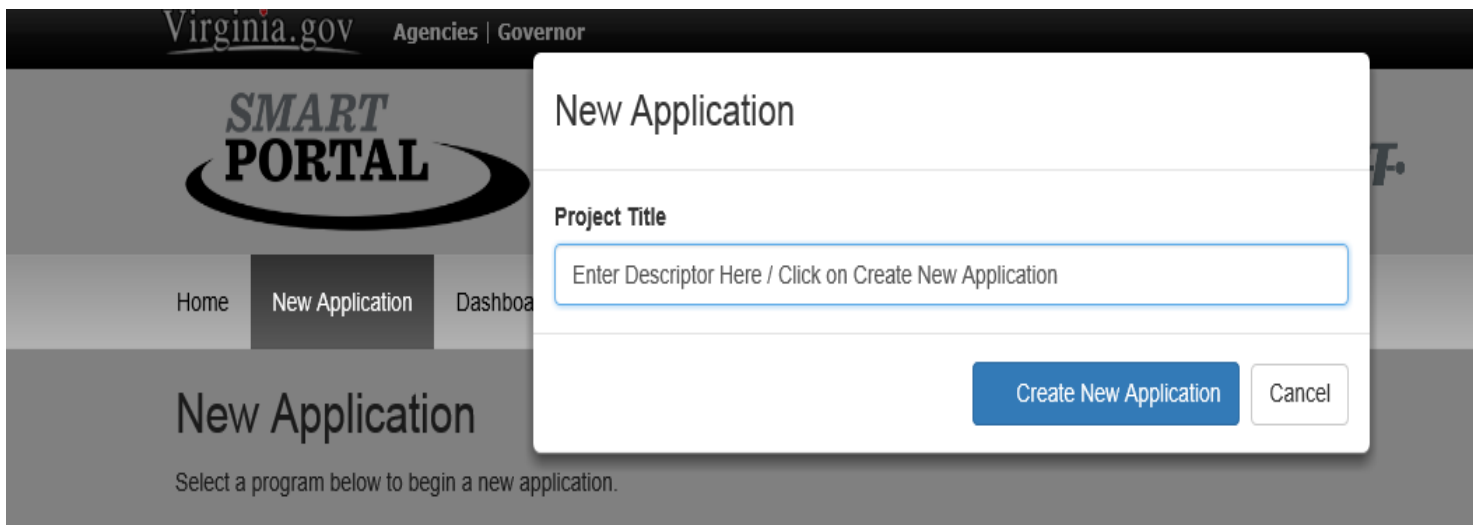 Virginia.gov Agencies | Governor
SMART
PORTAL
Home New Application Dashboa
New Application
Select a program below to begin a new application.
New Application
Project Title
Enter Descriptor Here / Click on Create New Application
Create New Application Cancel